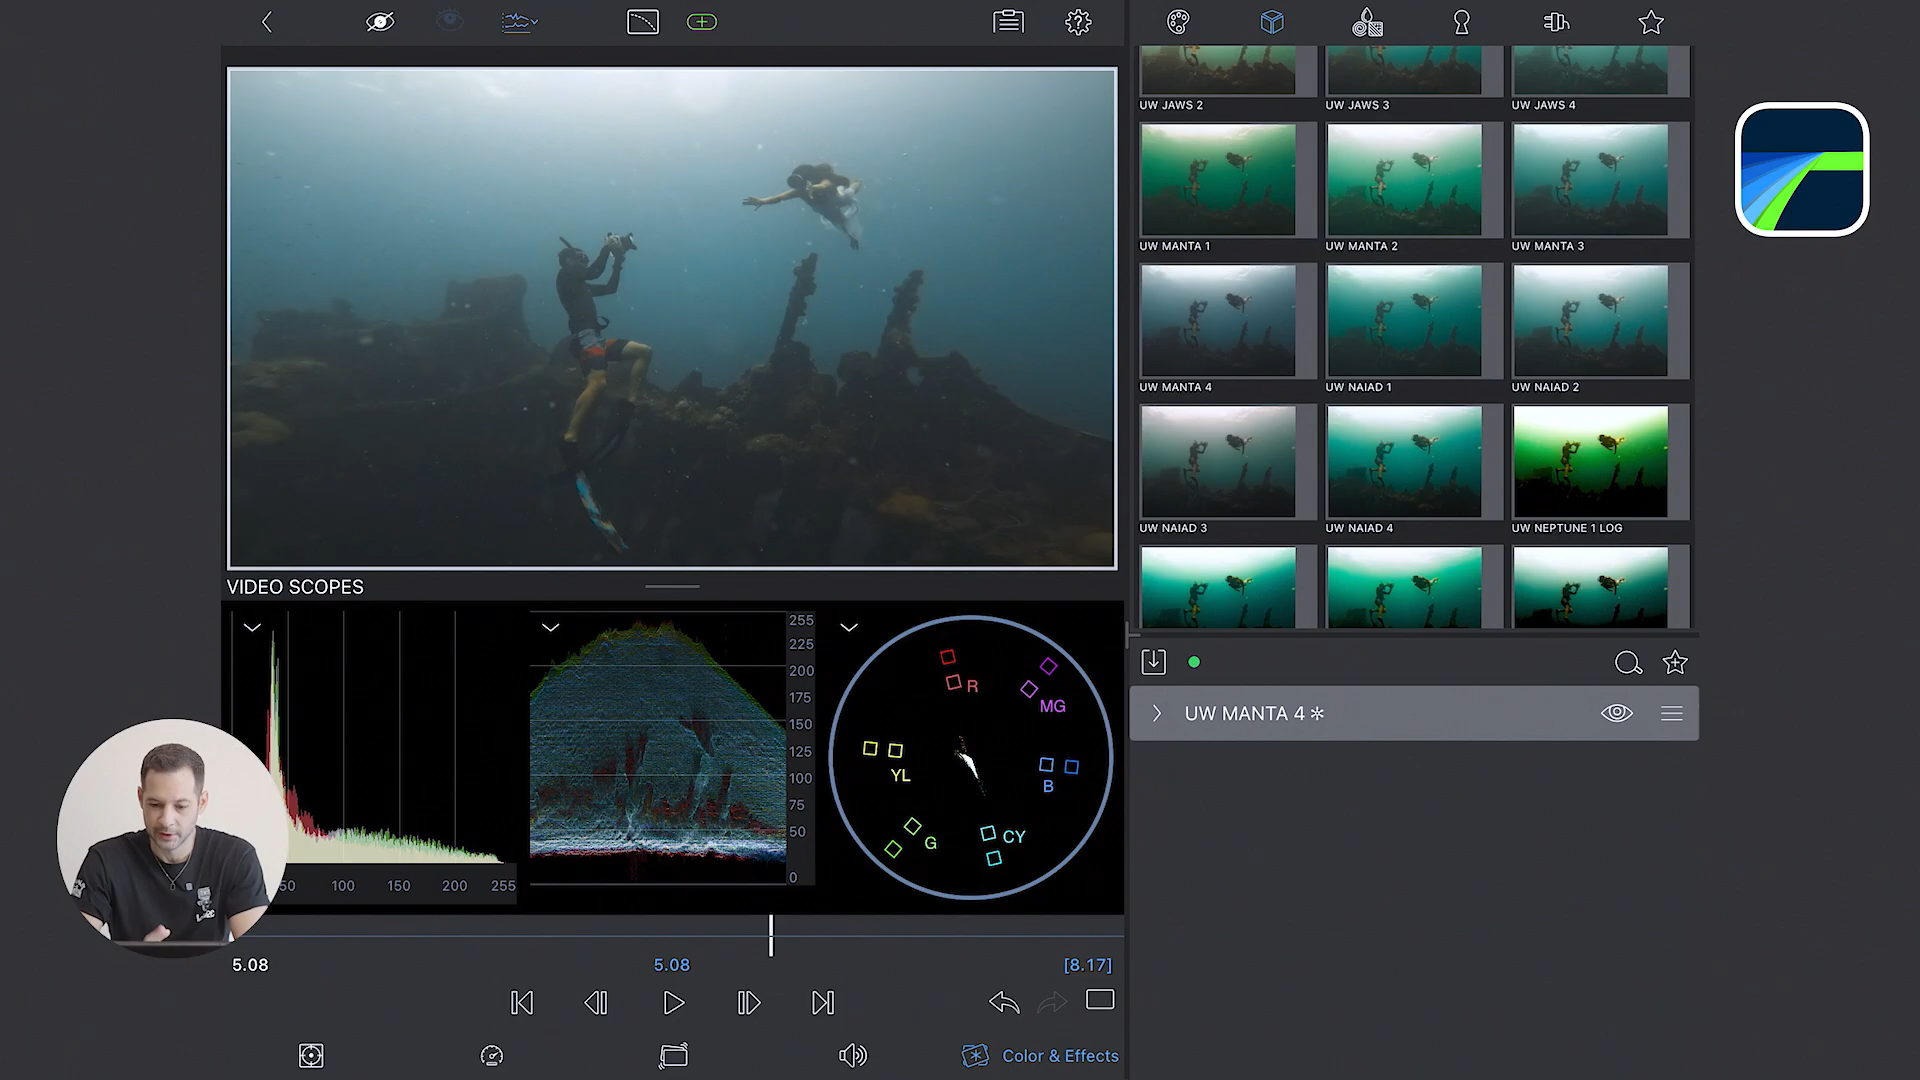 UW JAWS 2
UW JAWS 3
UW JAWS 4
UW MANTA 1
UW MANTA 2
UW MANTA 3
UW MANTA 4
UW NAIAD 1
UW NAIAD 2
UW NAIAD 3
UW NAIAD 4
UW NEPTUNE 1 LOG
VIDEO SCOPES
50
100
150
200
255
255
225
200
175
150
125
100
75
50
0
R
MG
YL
B
G
CY
UW MANTA 4 ✻
5.08
5.08
[8.17]
Color & Effects